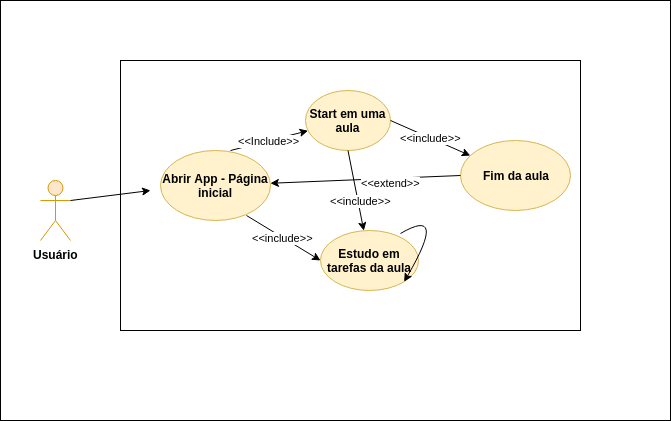 Start em uma
aula
<<Include>>
<<include>>
Abrir App - Página
inicial
<<extend>>
Fim da aula
<<include>>
<<include>>
Estudo em
tarefas da aula
Usuário